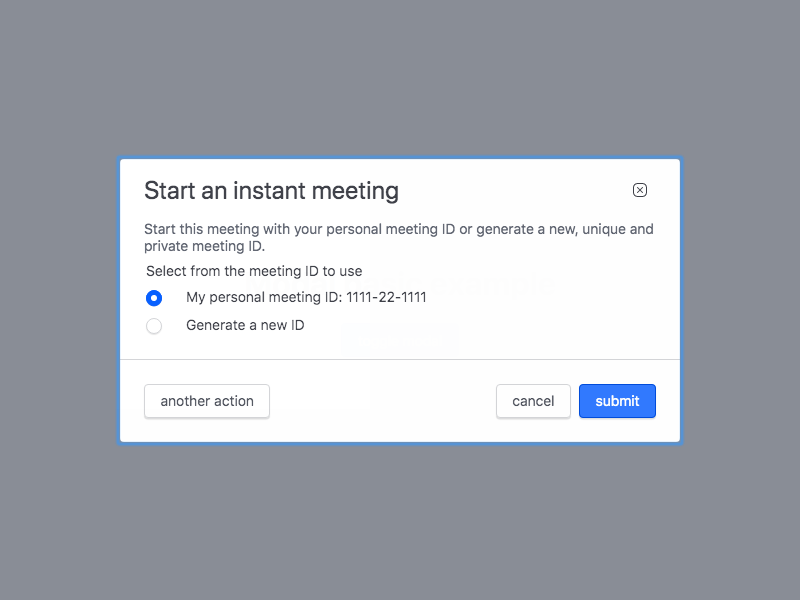 Start an instant meeting
Start this meeting with your personal meeting ID or generate a new, unique and
private meeting ID.
Select from the meeting ID to use
My personal meeting ID: 1111-22-1111
Generate a new ID
another action
cancel
submit